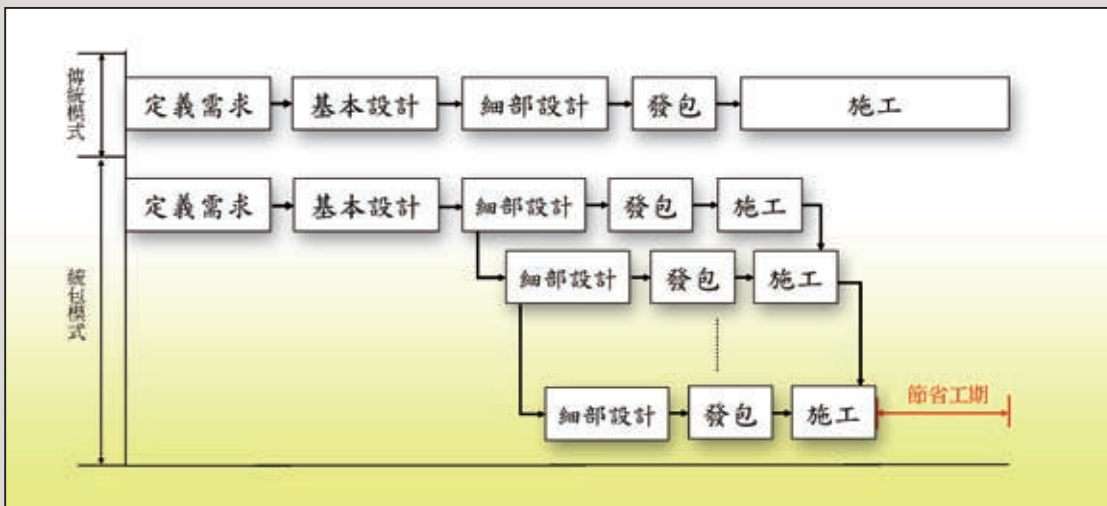 傳統模式
定義需求
基本設計
細部設計
發包
施工
統包模式
定義需求
基本設計
細部設計
發包
施工
細部設計
發包
施工
細部設計
發包
施工
節省工期